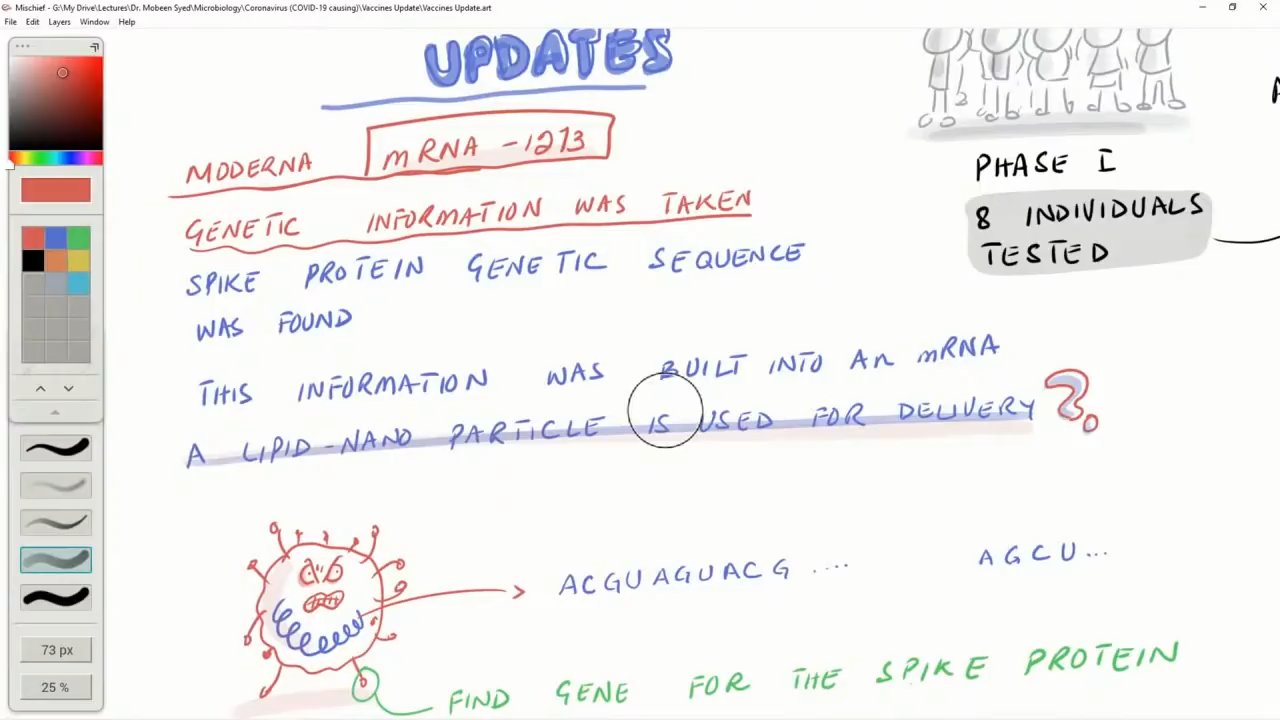 Mischief - G:\My Drive\Lectures\Dr. Mobeen Syed\Microbiology\Coronavirus (COVID-19 causing)\Vaccines Update\Vaccines Update.art
File Edit Layers Window Help
UPDATES
MODERNA mRNA -1273
GENETIC INFORMATION WAS TAKEN
SPIKE PROTEIN GENETIC SEQUENCE
WAS FOUND
THIS INFORMATION WAS BUILT INTO An mRNA
A LIPID-NANO PARTICLE IS USED FOR DELIVERY ?
PHASE I
8 INDIVIDUALS
TESTED
ACGUAGUACG ....
AGCU...
FIND GENE FOR THE SPIKE PROTEIN
73 px
25 %